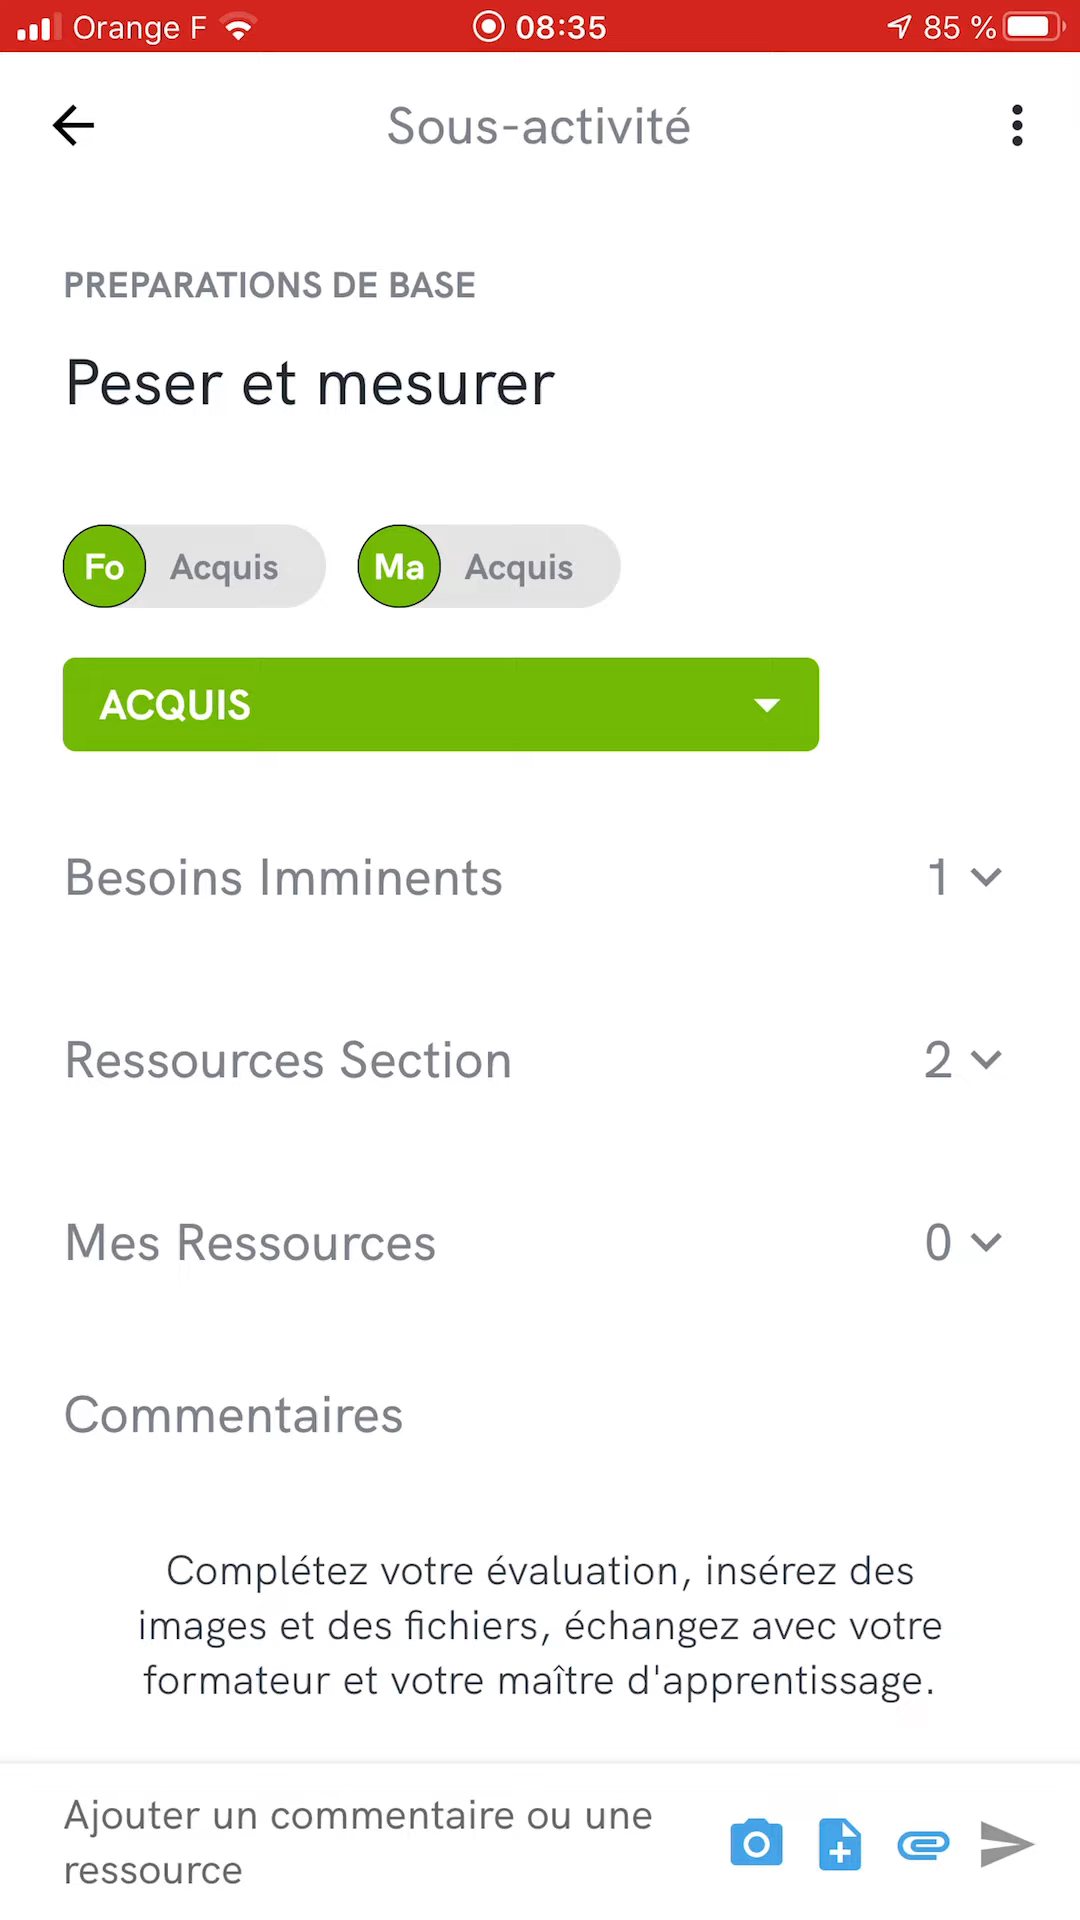 Orange F 08:35 85 %
Sous-activité
PREPARATIONS DE BASE
Peser et mesurer
Fo Acquis Ma Acquis
ACQUIS
Besoins Imminents 1
Ressources Section 2
Mes Ressources 0
Commentaires
Complétez votre évaluation, insérez des
images et des fichiers, échangez avec votre
formateur et votre maître d'apprentissage.
Ajouter un commentaire ou une
ressource